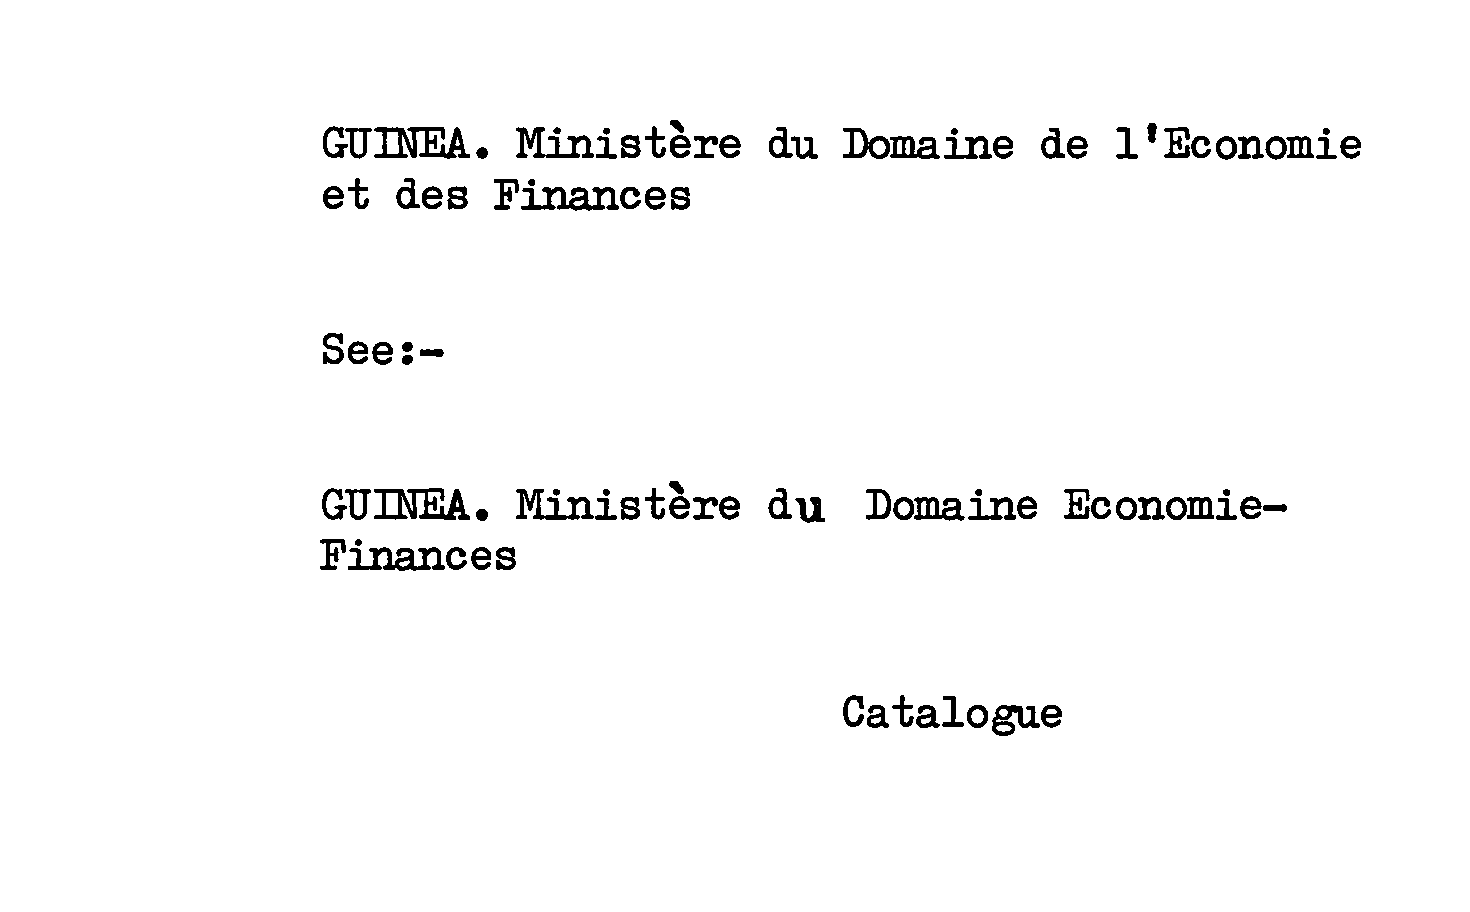 GUINEA. Ministère du Domaine de l'Economie
et des Finances
See:-
GUINEA. Ministère du Domaine Economie-
Finances
Catalogue